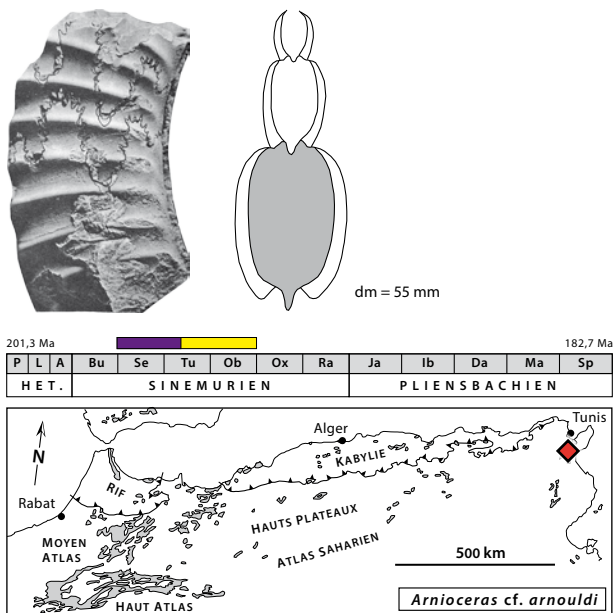 dm = 55 mm
201,3 Ma 182,7 Ma
P L A Bu Se Tu Ob Ox Ra Ja Ib Da Ma Sp
HET. SINEMURIEN PLIENSBACHIEN
Tunis
Alger
N
KABYLIE
RIF
Rabat
HAUTS PLATEAUX
MOYEN
ATLAS
ATLAS SAHARIEN
500 km
HAUT ATLAS
Arnioceras cf. arnouldi